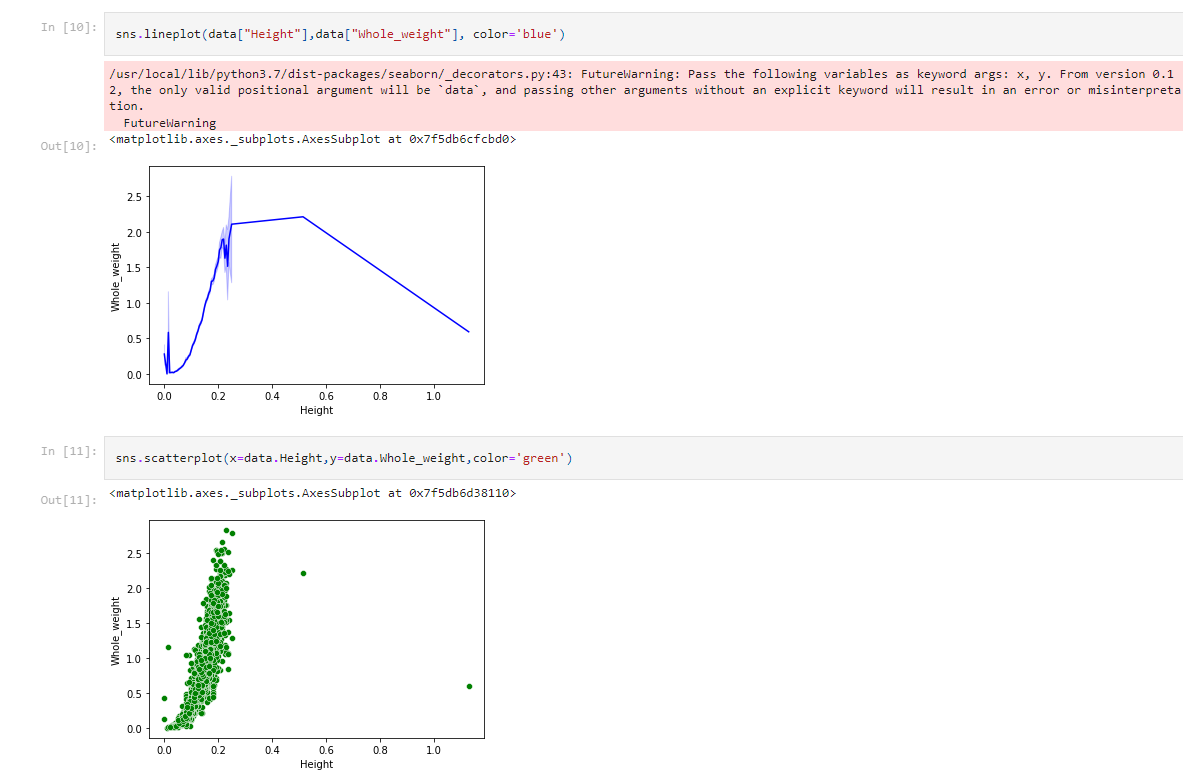 In [10]:
sns.lineplot(data["Height"],data["Whole_weight"], color='blue')
/usr/local/lib/python3.7/dist-packages/seaborn/_decorators.py:43: FutureWarning: Pass the following variables as keyword args: x, y. From version 0.1
2, the only valid positional argument will be `data`, and passing other arguments without an explicit keyword will result in an error or misinterpreta
tion.
  FutureWarning
Out[10]:
<matplotlib.axes._subplots.AxesSubplot at 0x7f5db6cfcbd0>
2.5
2.0
1.5
1.0
0.5
0.0
Whole_weight
0.0 0.2 0.4 0.6 0.8 1.0
Height
In [11]:
sns.scatterplot(x=data.Height,y=data.Whole_weight,color='green')
Out[11]:
<matplotlib.axes._subplots.AxesSubplot at 0x7f5db6d38110>
2.5
2.0
1.5
1.0
0.5
0.0
Whole_weight
0.0 0.2 0.4 0.6 0.8 1.0
Height